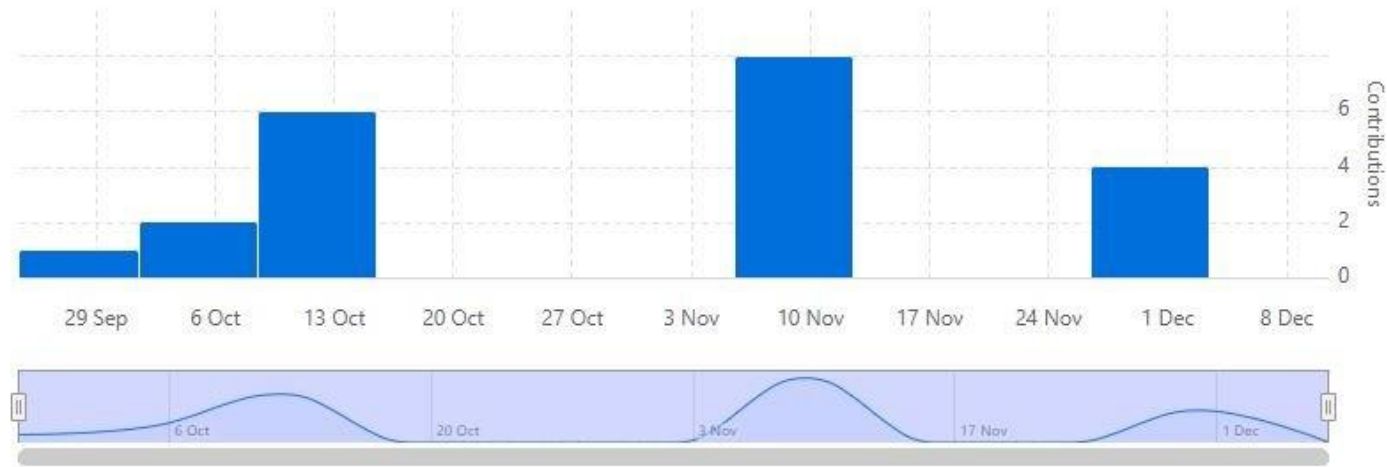 6
4
2
0
Contributions
29 Sep 6 Oct 13 Oct 20 Oct 27 Oct 3 Nov 10 Nov 17 Nov 24 Nov 1 Dec 8 Dec
6 Oct 20 Oct 3 Nov 17 Nov 1 Dec